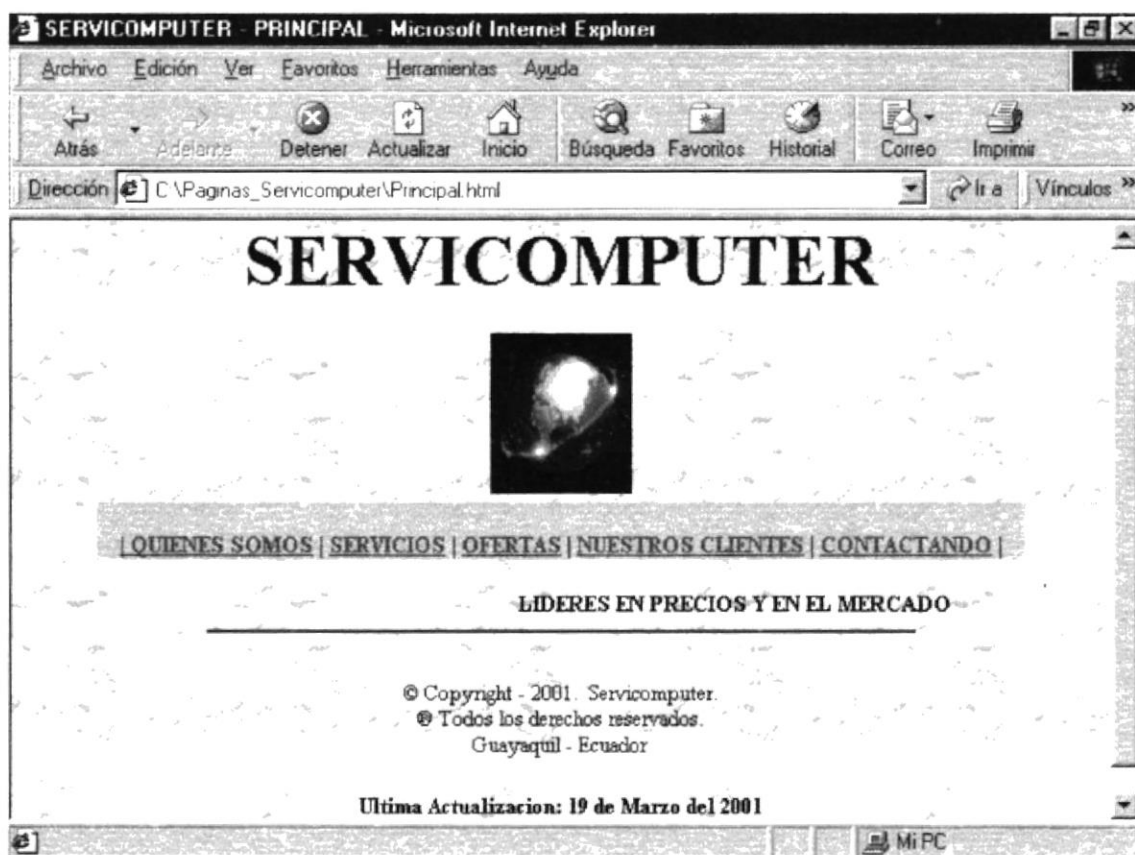 SERVICOMPUTER - PRINCIPAL - Microsoft Internet Explorer
Archivo Edición Ver Favoritos Herramientas Ayuda
Atrás Adelante Detener Actualizar Inicio Búsqueda Favoritos Historial Correo Imprimir
Dirección C:\Paginas_Servicomputer\Principal.html Ir a Vínculos
SERVICOMPUTER
| QUIENES SOMOS | SERVICIOS | OFERTAS | NUESTROS CLIENTES | CONTACTANDO |
LIDERES EN PRECIOS Y EN EL MERCADO
© Copyright - 2001. Servicomputer.
® Todos los derechos reservados.
Guayaquil - Ecuador
Ultima Actualizacion: 19 de Marzo del 2001
Mi PC